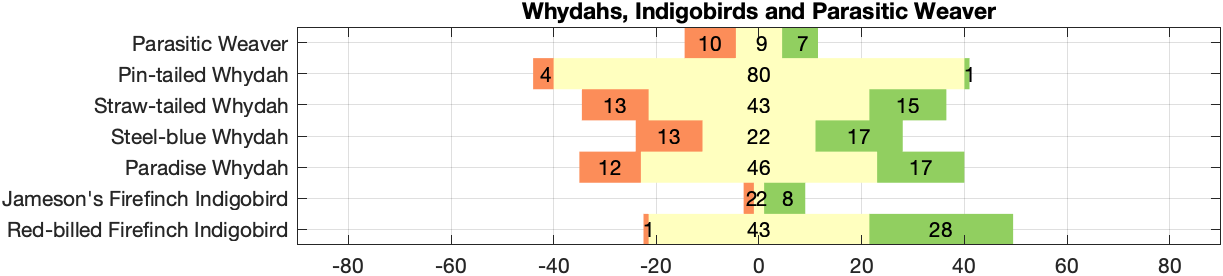 Whydahs, Indigobirds and Parasitic Weaver
Parasitic Weaver 10 9 7
Pin-tailed Whydah 4 80 1
Straw-tailed Whydah 13 43 15
Steel-blue Whydah 13 22 17
Paradise Whydah 12 46 17
Jameson's Firefinch Indigobird 2 2 8
Red-billed Firefinch Indigobird 1 43 28
-80 -60 -40 -20 0 20 40 60 80